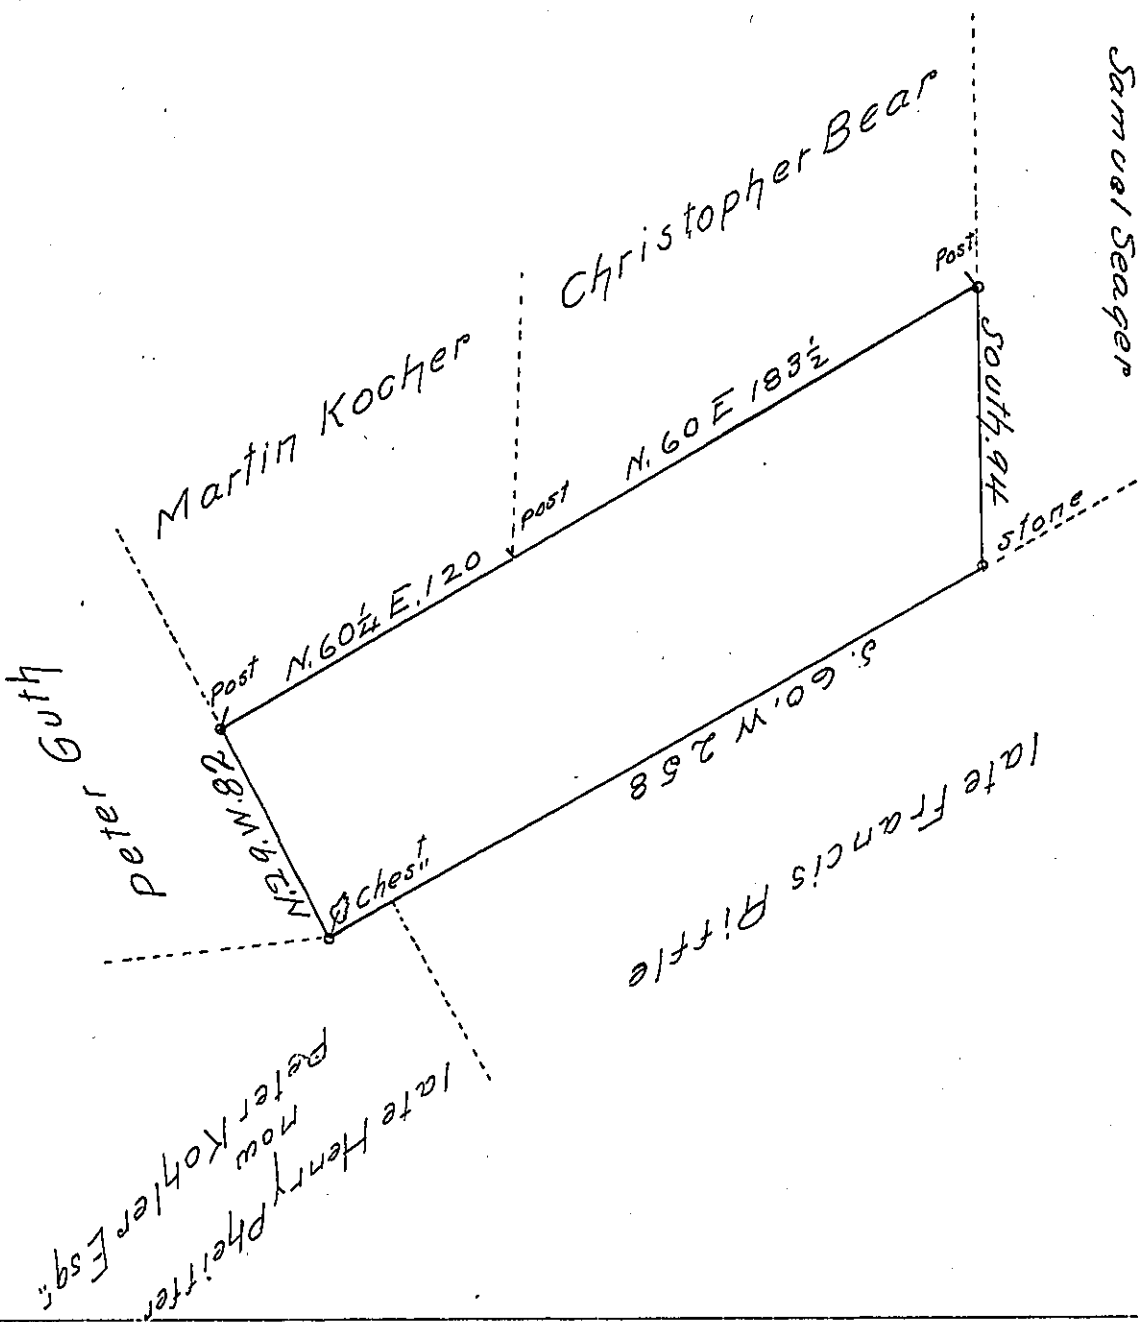 Samuel Seager
Christopher Bear
Martin Kocher
Post
N. 60 E 183½
South. 94
post
N. 60¼ E. 120
stone
Post
Peter Guth
N. 29. W. 82
S. 60. W 258
Chesᵗ
late Francis Riffle
late Henry Pheiffer
now
Peter Kohler Esqʳ